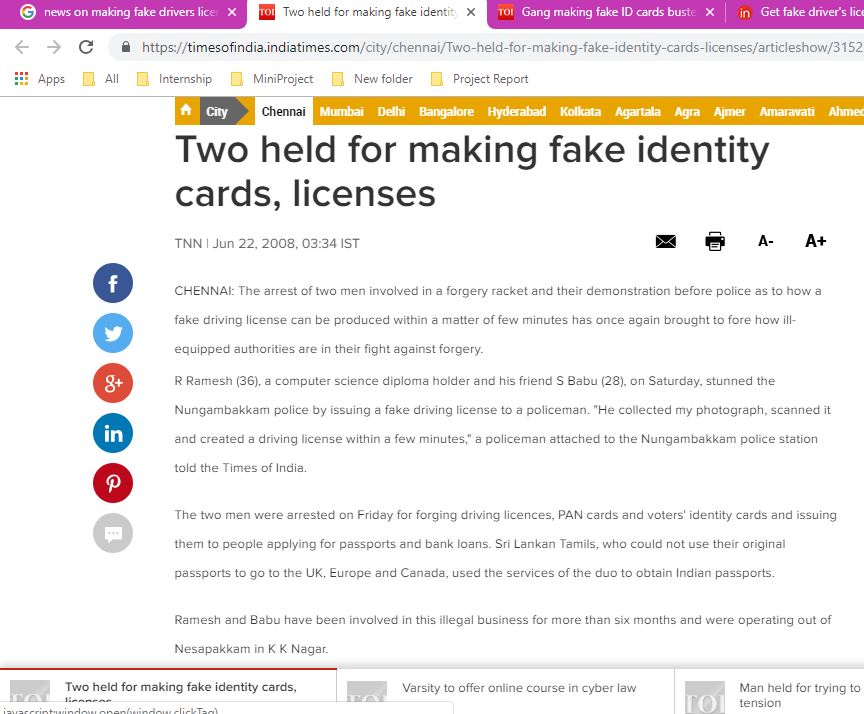 news on making fake drivers licer
Two held for making fake identity
Gang making fake ID cards buste
Get fake driver's lice
https://timesofindia.indiatimes.com/city/chennai/Two-held-for-making-fake-identity-cards-licenses/articleshow/3152
Apps All Internship MiniProject New folder Project Report
City Chennai Mumbai Delhi Bangalore Hyderabad Kolkata Agartala Agra Ajmer Amaravati Ahmed
Two held for making fake identity
cards, licenses
TNN | Jun 22, 2008, 03:34 IST
A- A+
CHENNAI: The arrest of two men involved in a forgery racket and their demonstration before police as to how a
fake driving license can be produced within a matter of few minutes has once again brought to fore how ill-
equipped authorities are in their fight against forgery.
R Ramesh (36), a computer science diploma holder and his friend S Babu (28), on Saturday, stunned the
Nungambakkam police by issuing a fake driving license to a policeman. "He collected my photograph, scanned it
and created a driving license within a few minutes," a policeman attached to the Nungambakkam police station
told the Times of India.
The two men were arrested on Friday for forging driving licences, PAN cards and voters' identity cards and issuing
them to people applying for passports and bank loans. Sri Lankan Tamils, who could not use their original
passports to go to the UK, Europe and Canada, used the services of the duo to obtain Indian passports.
Ramesh and Babu have been involved in this illegal business for more than six months and were operating out of
Nesapakkam in K K Nagar.
TOI Two held for making fake identity cards,
licenses
TOI Varsity to offer online course in cyber law
TOI Man held for trying to
tension
javascript:window.open(window.clickTag)